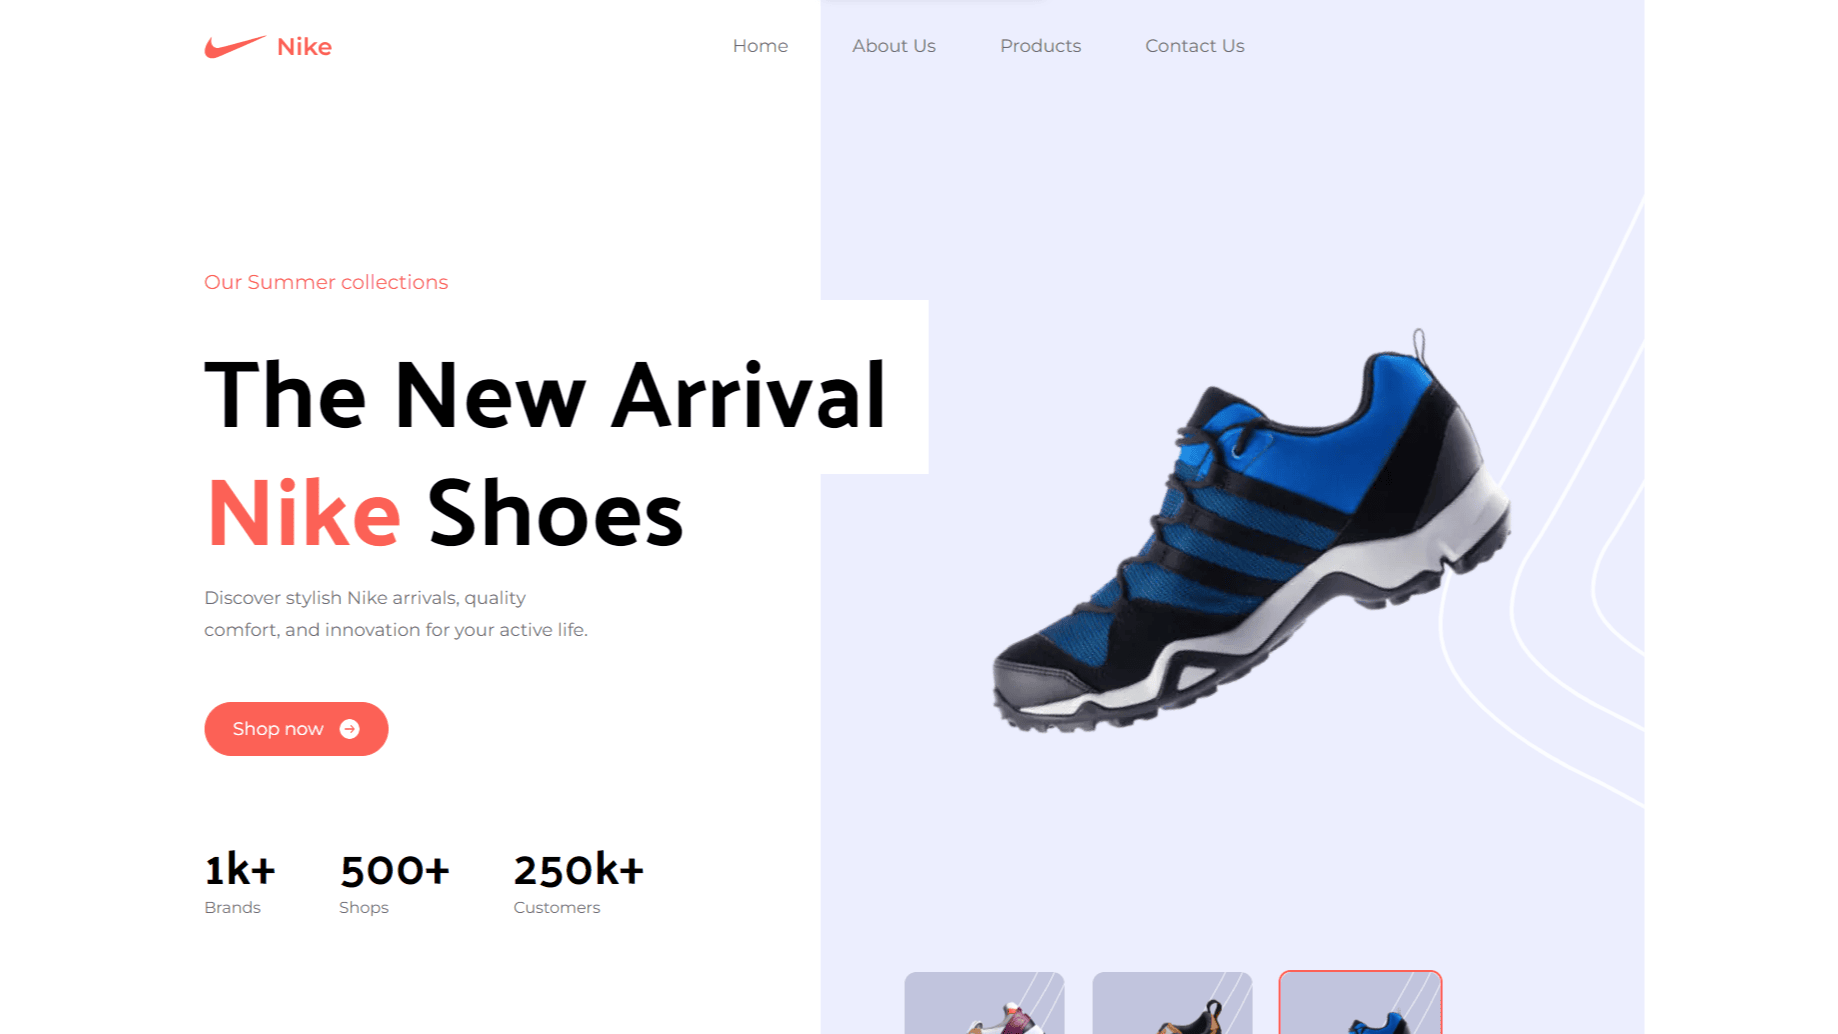 Nike
Home
About Us
Products
Contact Us
Our Summer collections
The New Arrival
Nike Shoes
Discover stylish Nike arrivals, quality
comfort, and innovation for your active life.
Shop now
1k+
Brands
500+
Shops
250k+
Customers